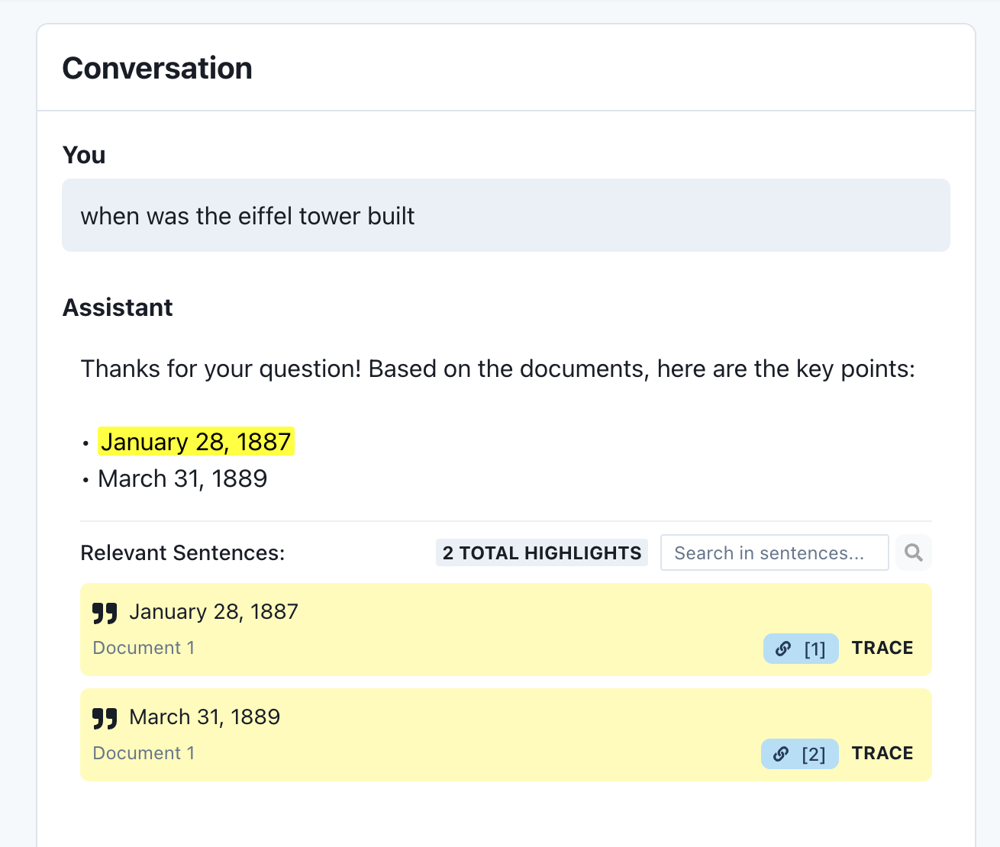 Conversation
You
when was the eiffel tower built
Assistant
Thanks for your question! Based on the documents, here are the key points:
• January 28, 1887
• March 31, 1889
Relevant Sentences: 2 TOTAL HIGHLIGHTS Search in sentences...
January 28, 1887
Document 1 [1] TRACE
March 31, 1889
Document 1 [2] TRACE